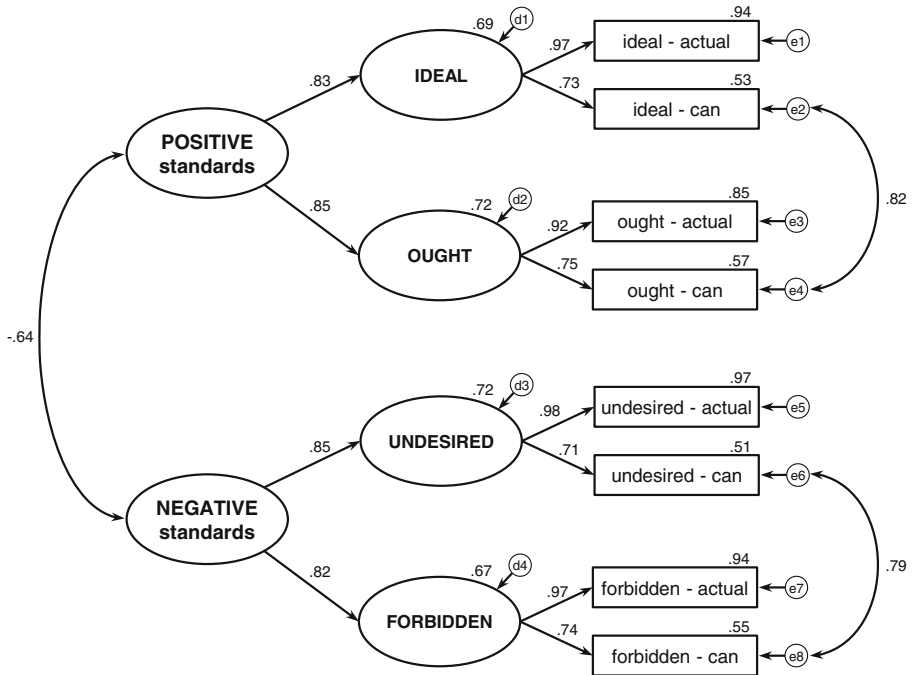 .94
.69
d1
.97
ideal - actual
e1
IDEAL
.83
.73
.53
ideal - can
e2
POSITIVE
standards
.82
.85
.72
d2
.85
.92
ought - actual
e3
OUGHT
.75
.57
ought - can
e4
-.64
.97
.72
d3
.98
undesired - actual
e5
UNDESIRED
.85
.71
.51
undesired - can
e6
NEGATIVE
standards
.79
.82
.67
d4
.94
.97
forbidden - actual
e7
FORBIDDEN
.74
.55
forbidden - can
e8